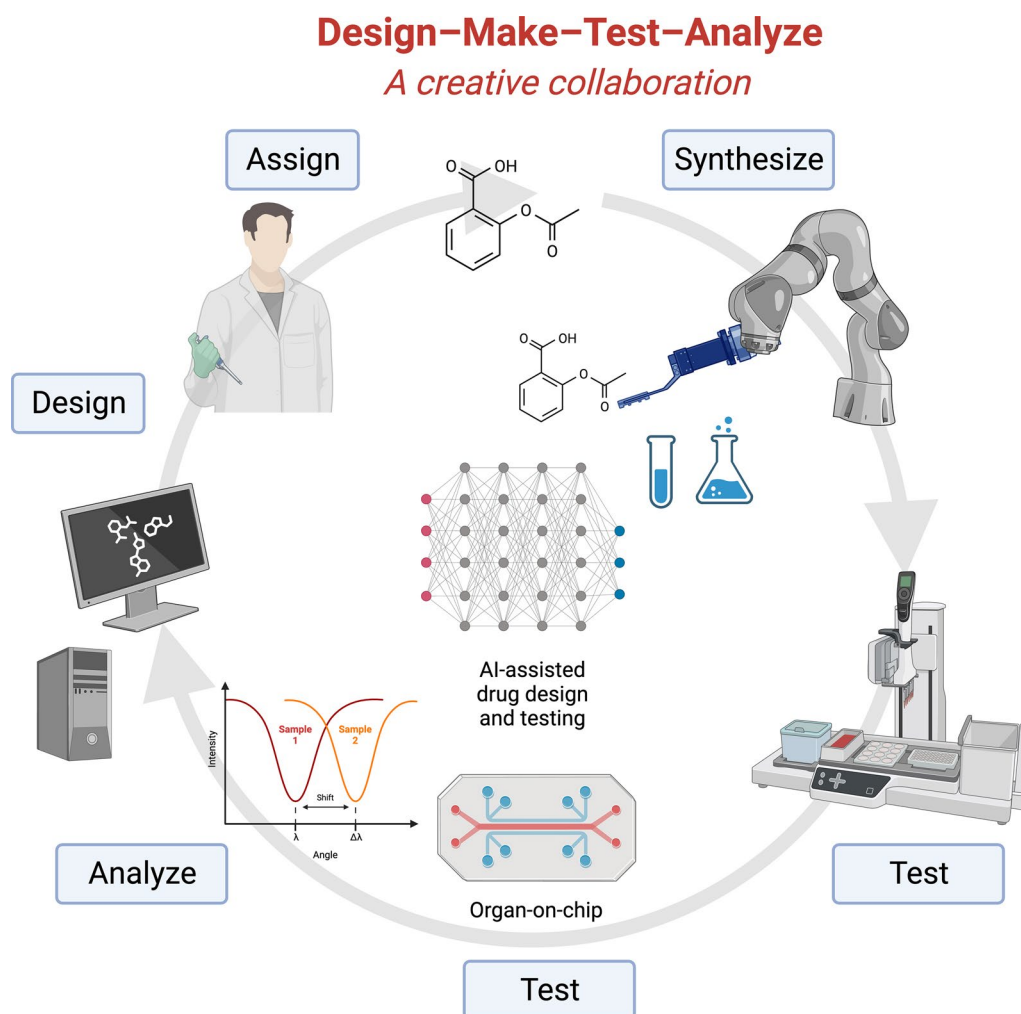 Design–Make–Test–Analyze
A creative collaboration
Assign
Synthesize
O
OH
O
O
O
OH
O
O
Design
AI-assisted
drug design
and testing
Intensity
Sample
1
Sample
2
Shift
λ
Δλ
Angle
Organ-on-chip
Analyze
Test
Test